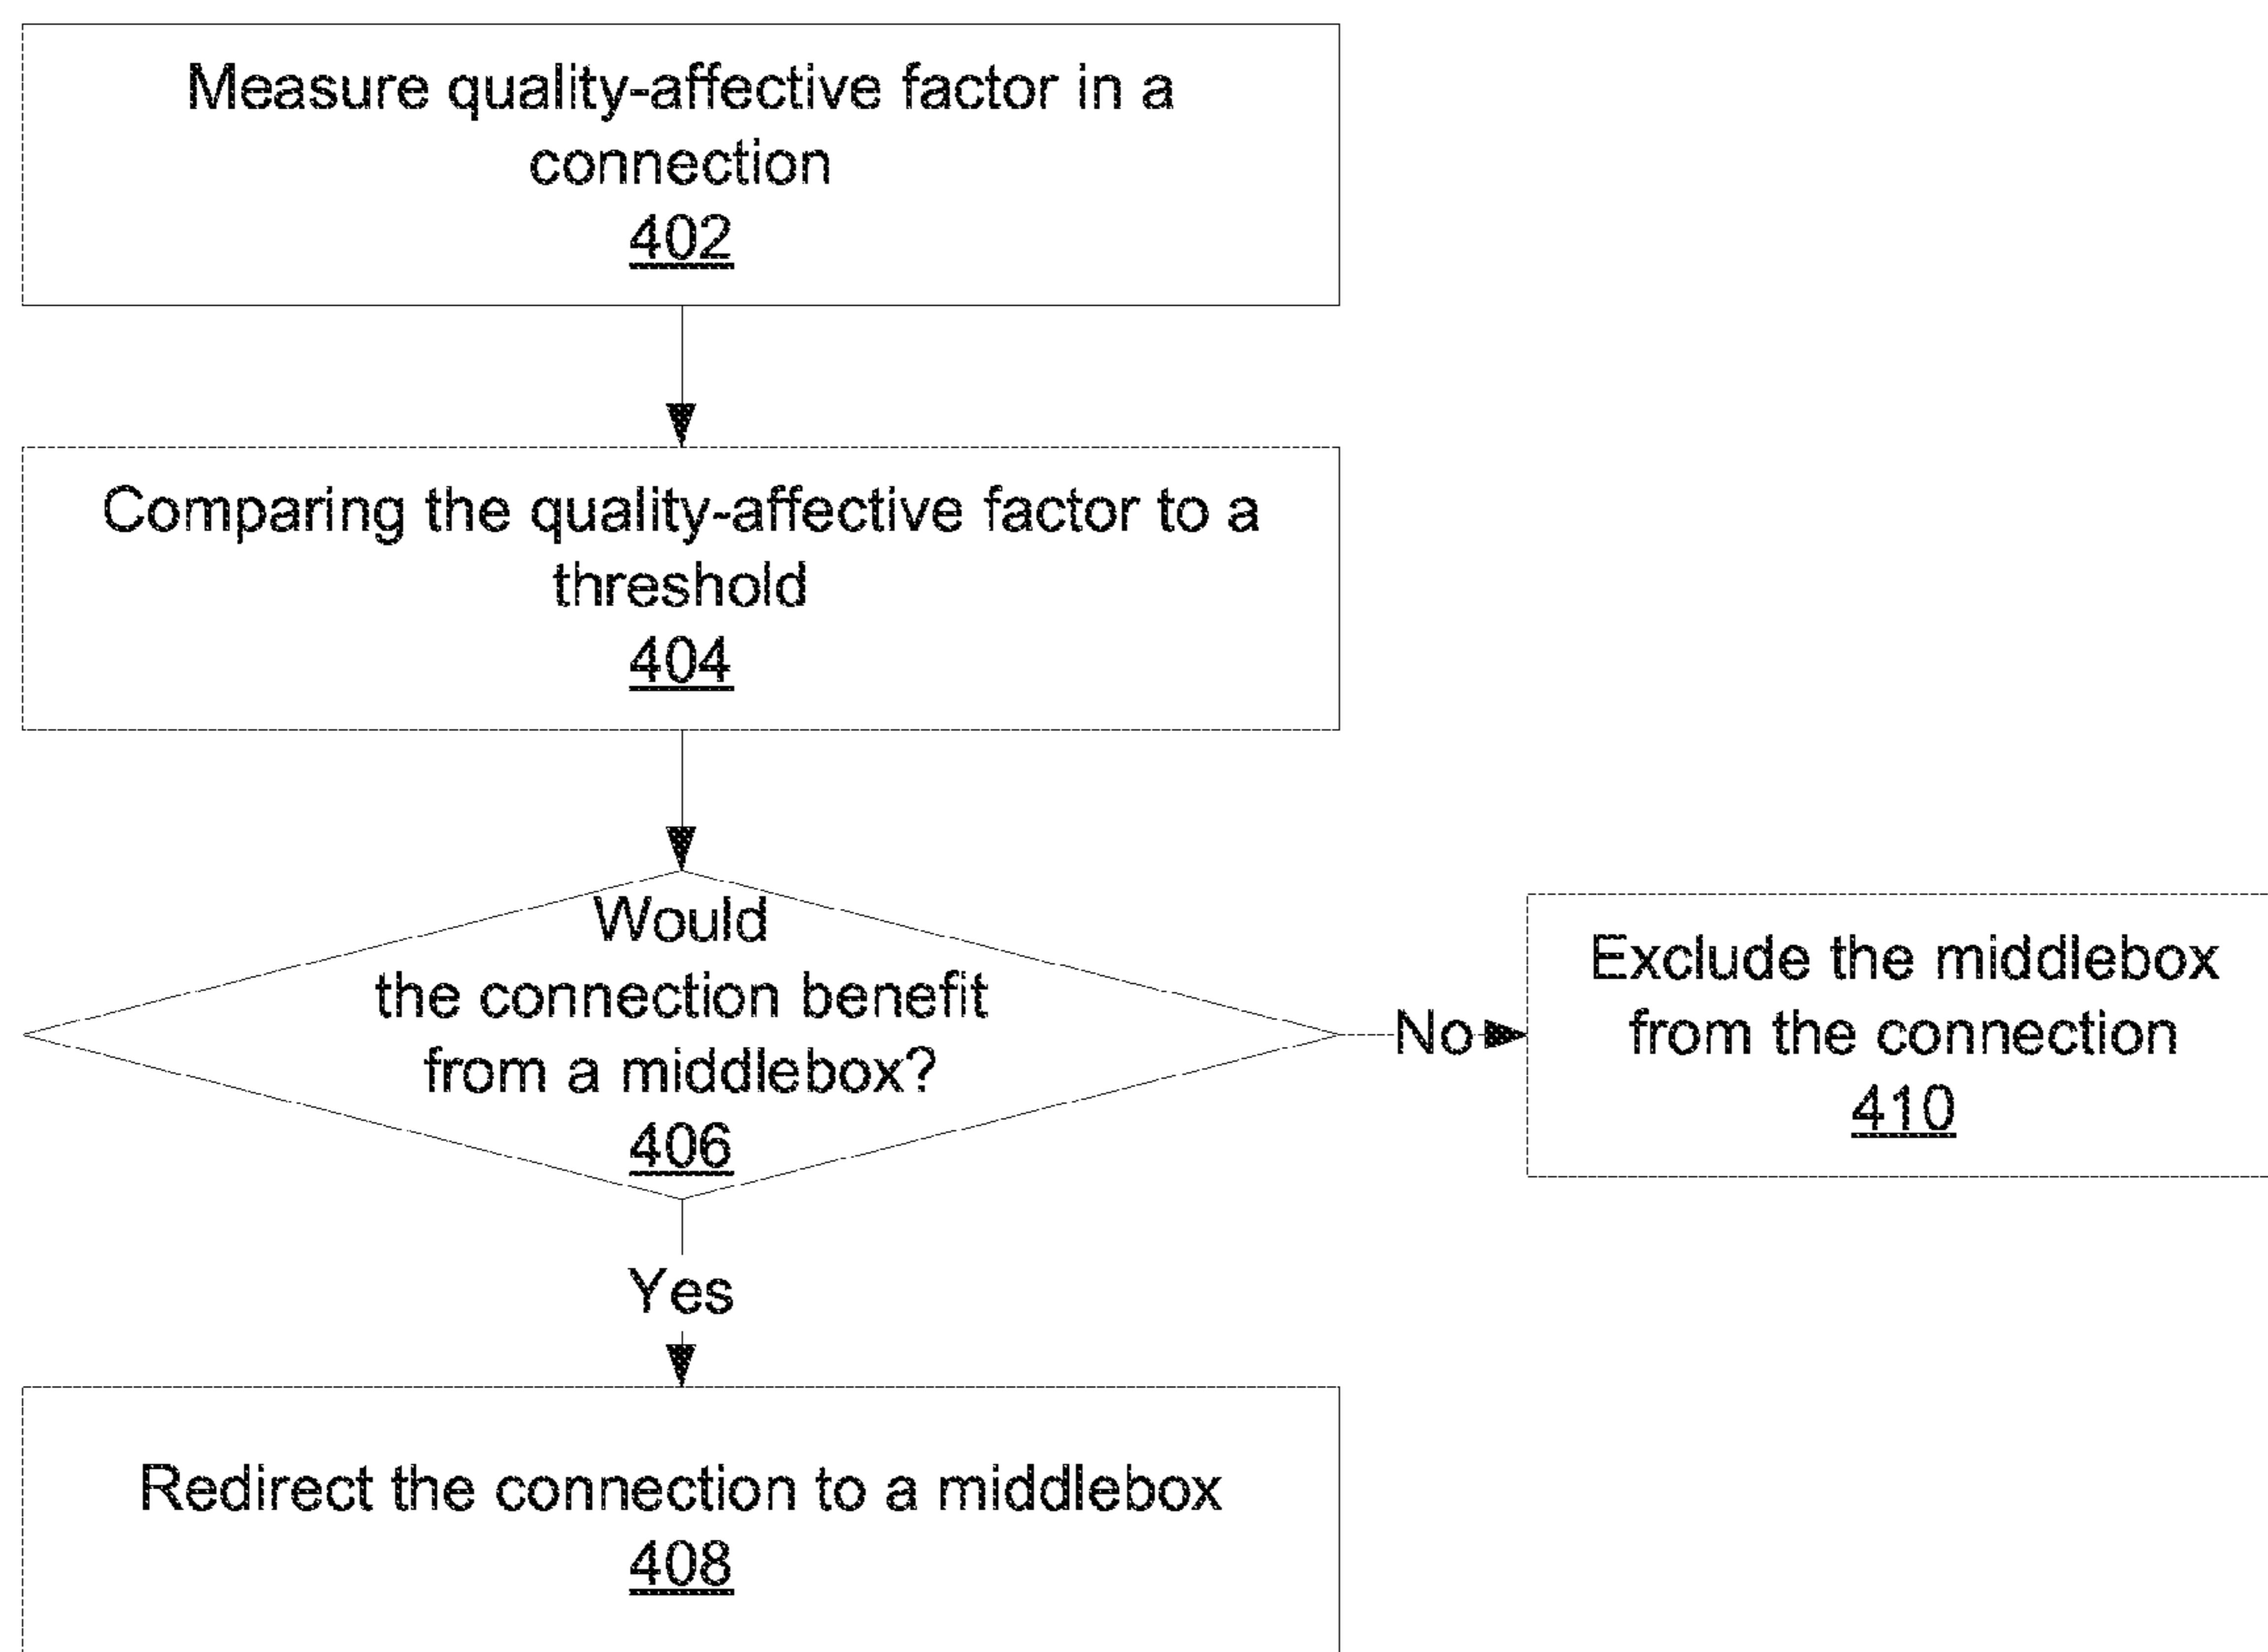 Measure quality-affective factor in a
connection
402
Comparing the quality-affective factor to a
threshold
404
Would
the connection benefit
from a middlebox?
406
No
Exclude the middlebox
from the connection
410
Yes
Redirect the connection to a middlebox
408